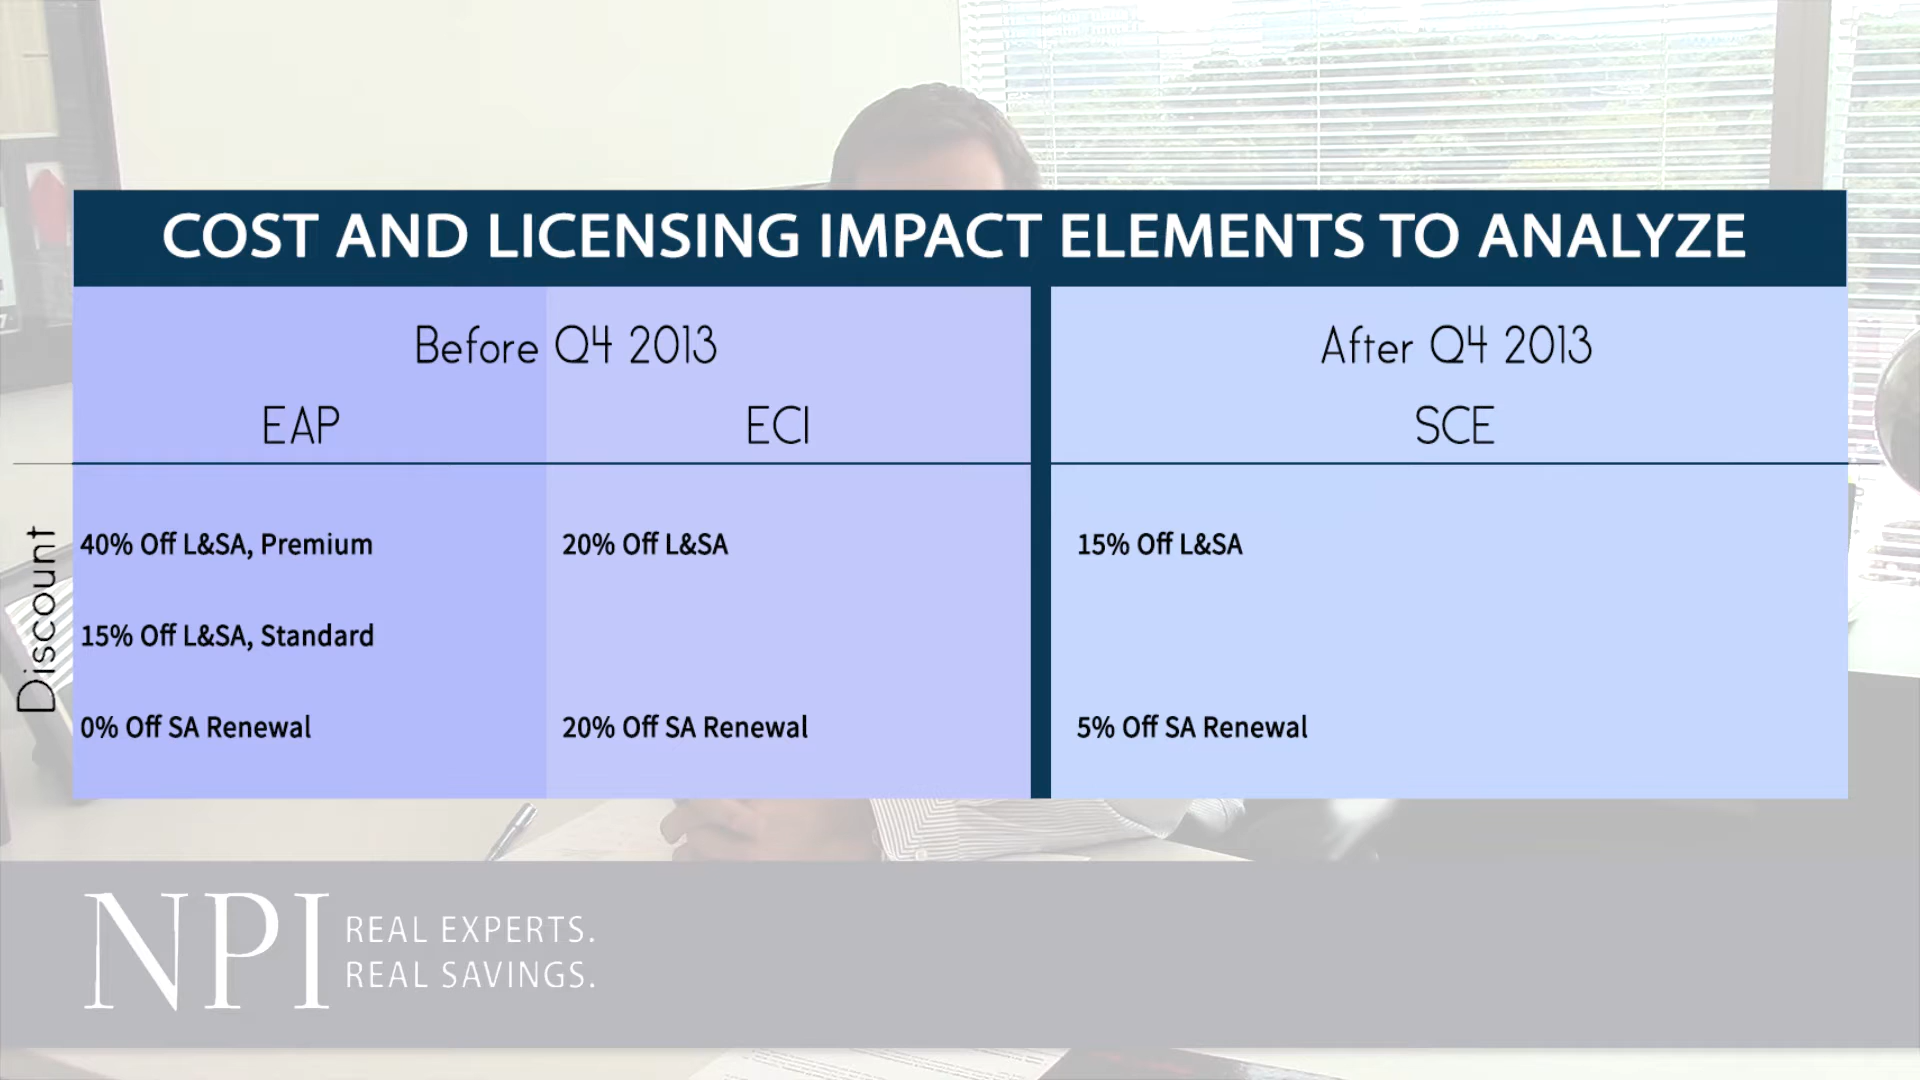 COST AND LICENSING IMPACT ELEMENTS TO ANALYZE
Before Q4 2013
After Q4 2013
EAP
ECI
SCE
Discount
40% Off L&SA, Premium
20% Off L&SA
15% Off L&SA
15% Off L&SA, Standard
0% Off SA Renewal
20% Off SA Renewal
5% Off SA Renewal
NPI
REAL EXPERTS.
REAL SAVINGS.